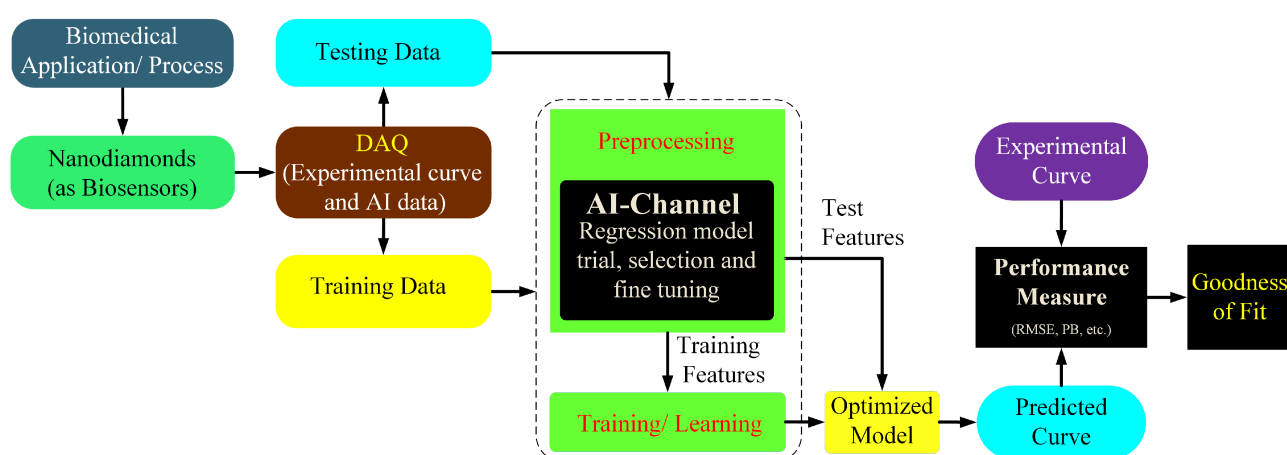 Biomedical
Application/ Process
Nanodiamonds
(as Biosensors)
Testing Data
DAQ
(Experimental curve
and AI data)
Training Data
Preprocessing
AI-Channel
Regression model
trial, selection and
fine tuning
Training
Features
Training/ Learning
Test
Features
Optimized
Model
Experimental
Curve
Performance
Measure
(RMSE, PB, etc.)
Predicted
Curve
Goodness
of Fit